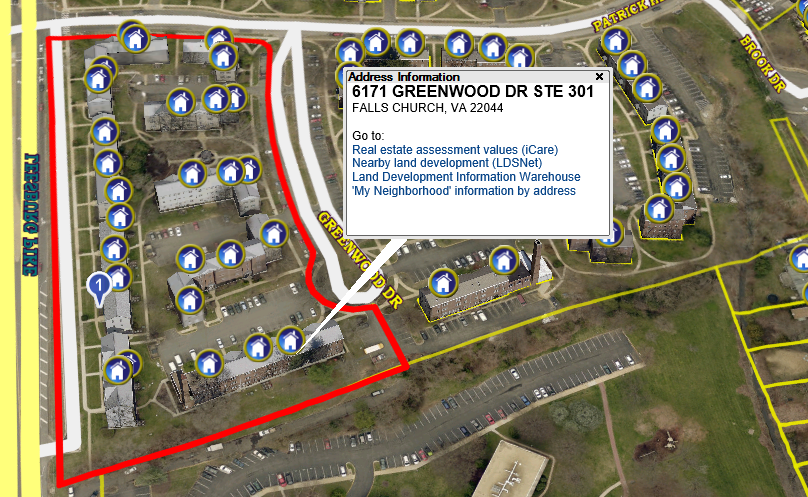 PATRICK H
BROOK DR
Address Information
6171 GREENWOOD DR STE 301
FALLS CHURCH, VA 22044
Go to:
Real estate assessment values (iCare)
Nearby land development (LDSNet)
Land Development Information Warehouse
'My Neighborhood' information by address
LEESBURG PIKE
GREENWOOD DR
1